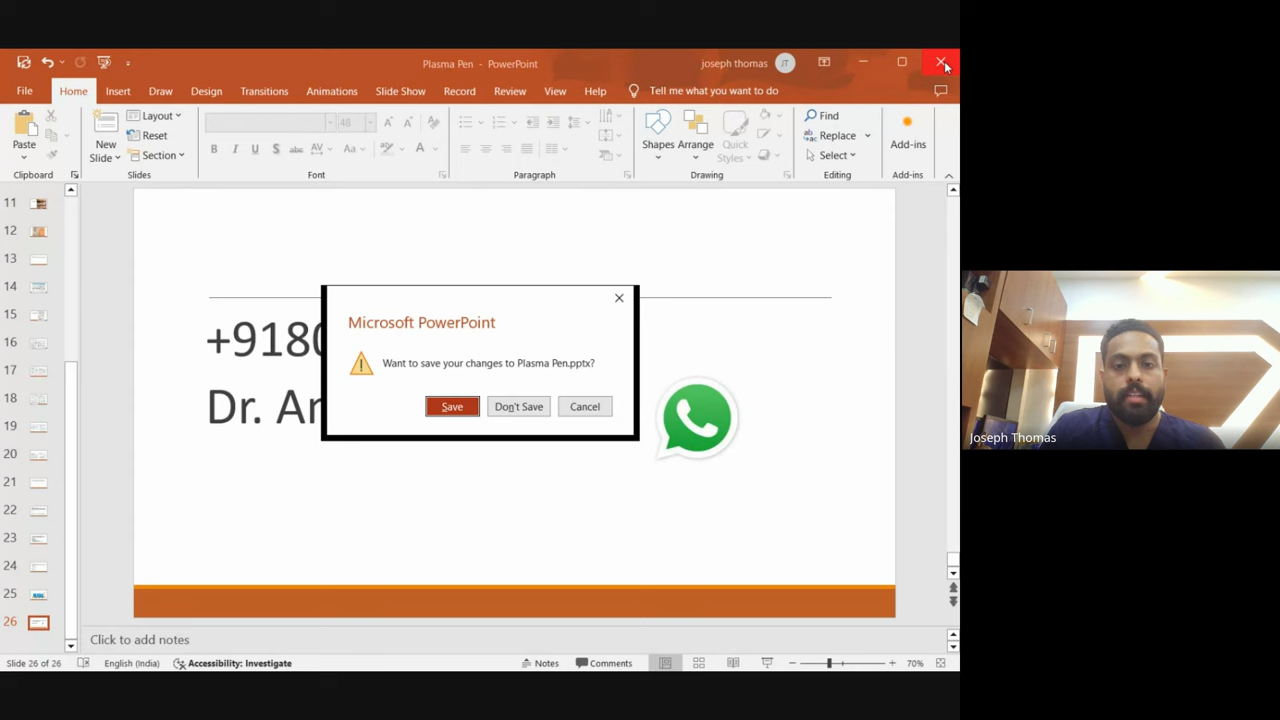 Plasma Pen - PowerPoint
joseph thomas
JT
File
Home
Insert
Draw
Design
Transitions
Animations
Slide Show
Record
Review
View
Help
Tell me what you want to do
Paste
Clipboard
New
Slide
Layout
Reset
Section
Slides
48
B I U S abc AV Aa A
Font
Paragraph
Shapes
Arrange
Quick
Styles
Drawing
Find
Replace
Select
Editing
Add-ins
Add-ins
11
12
13
14
15
16
17
18
19
20
21
22
23
24
25
26
+9180
Dr. Ar
Microsoft PowerPoint
Want to save your changes to Plasma Pen.pptx?
Save
Don't Save
Cancel
Joseph Thomas
Click to add notes
Slide 26 of 26
English (India)
Accessibility: Investigate
Notes
Comments
70%